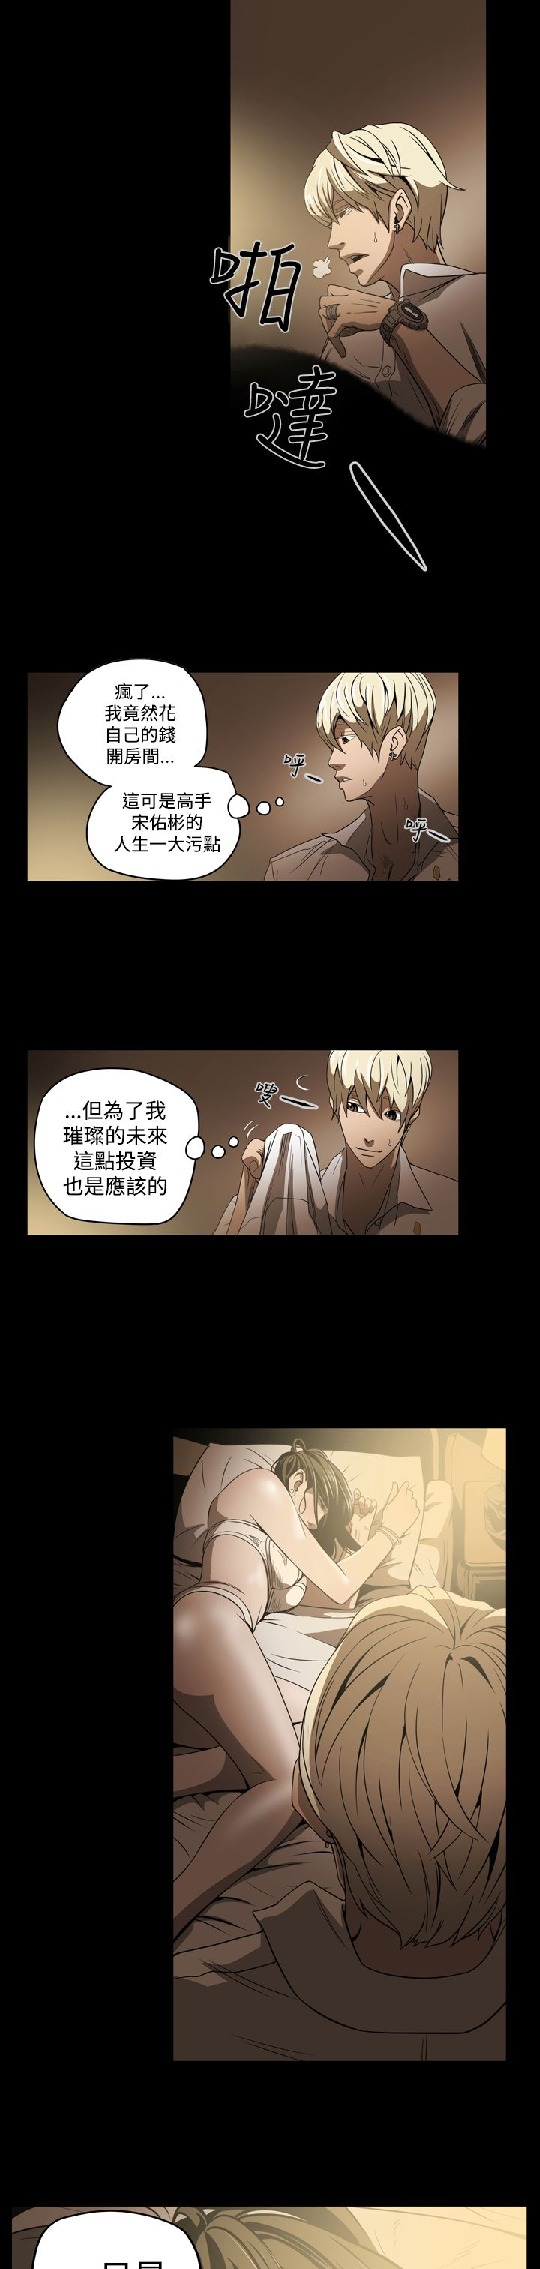 啪
噠
瘋了...
我竟然花
自己的錢
開房間...
這可是高手
宋佑彬的
人生一大污點
呼
呼
...但為了我
璀璨的未來
這點投資
也是應該的
嗖